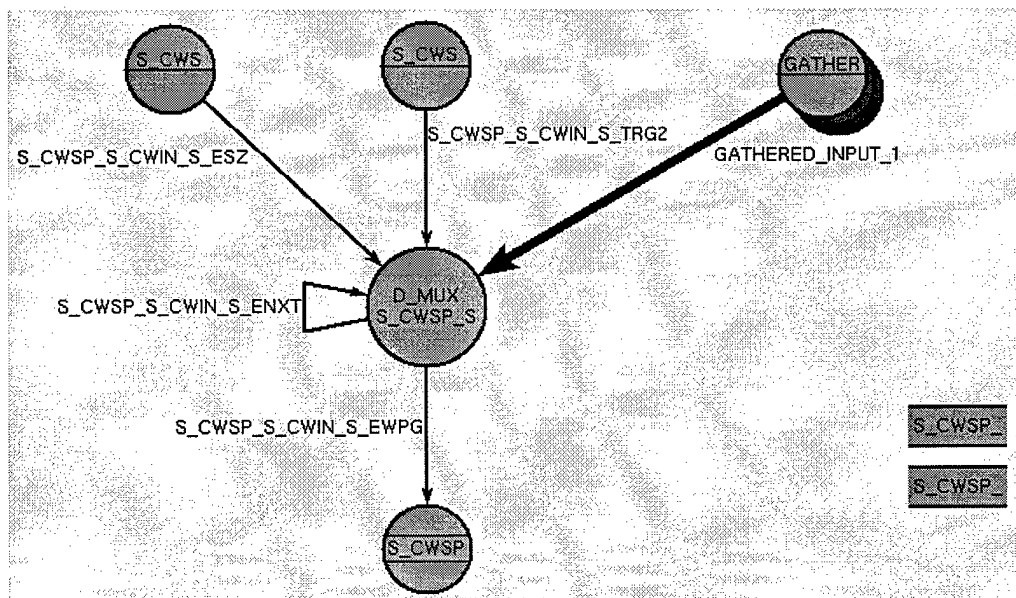 S_CWS
S_CWS
GATHER
S_CWSP_S_CWIN_S_TRG2
S_CWSP_S_CWIN_S_ESZ
GATHERED_INPUT_1
D_MUX
S_CWSP_S_CWIN_S_ENXT
S_CWSP_S
S_CWSP_S_CWIN_S_EWPG
S_CWSP_
S_CWSP_
S_CWSP